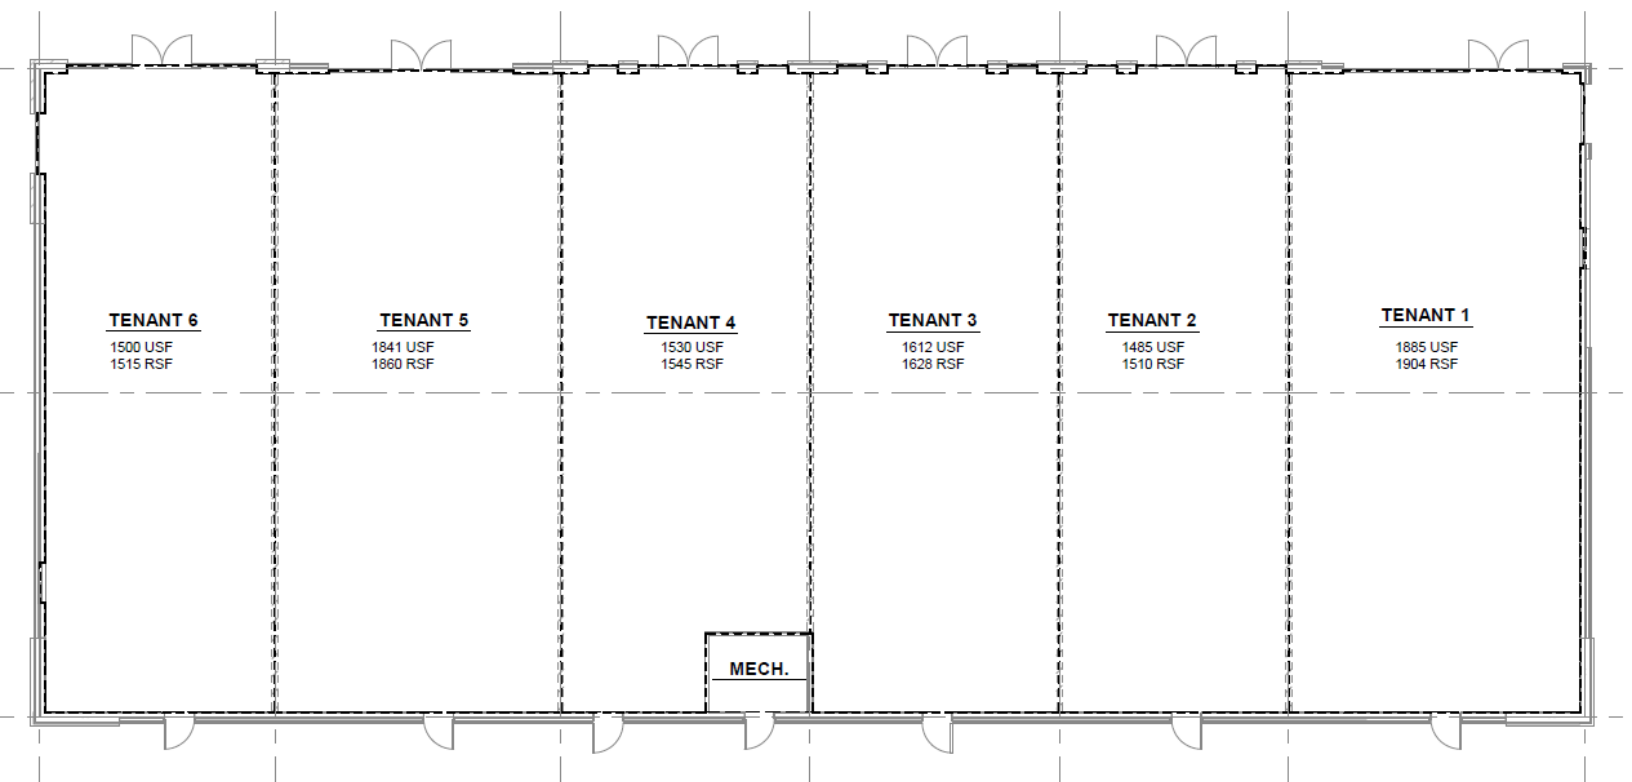 TENANT 6
1500 USF
1515 RSF
TENANT 5
1841 USF
1860 RSF
TENANT 4
1530 USF
1545 RSF
TENANT 3
1612 USF
1628 RSF
TENANT 2
1485 USF
1510 RSF
TENANT 1
1885 USF
1904 RSF
MECH.